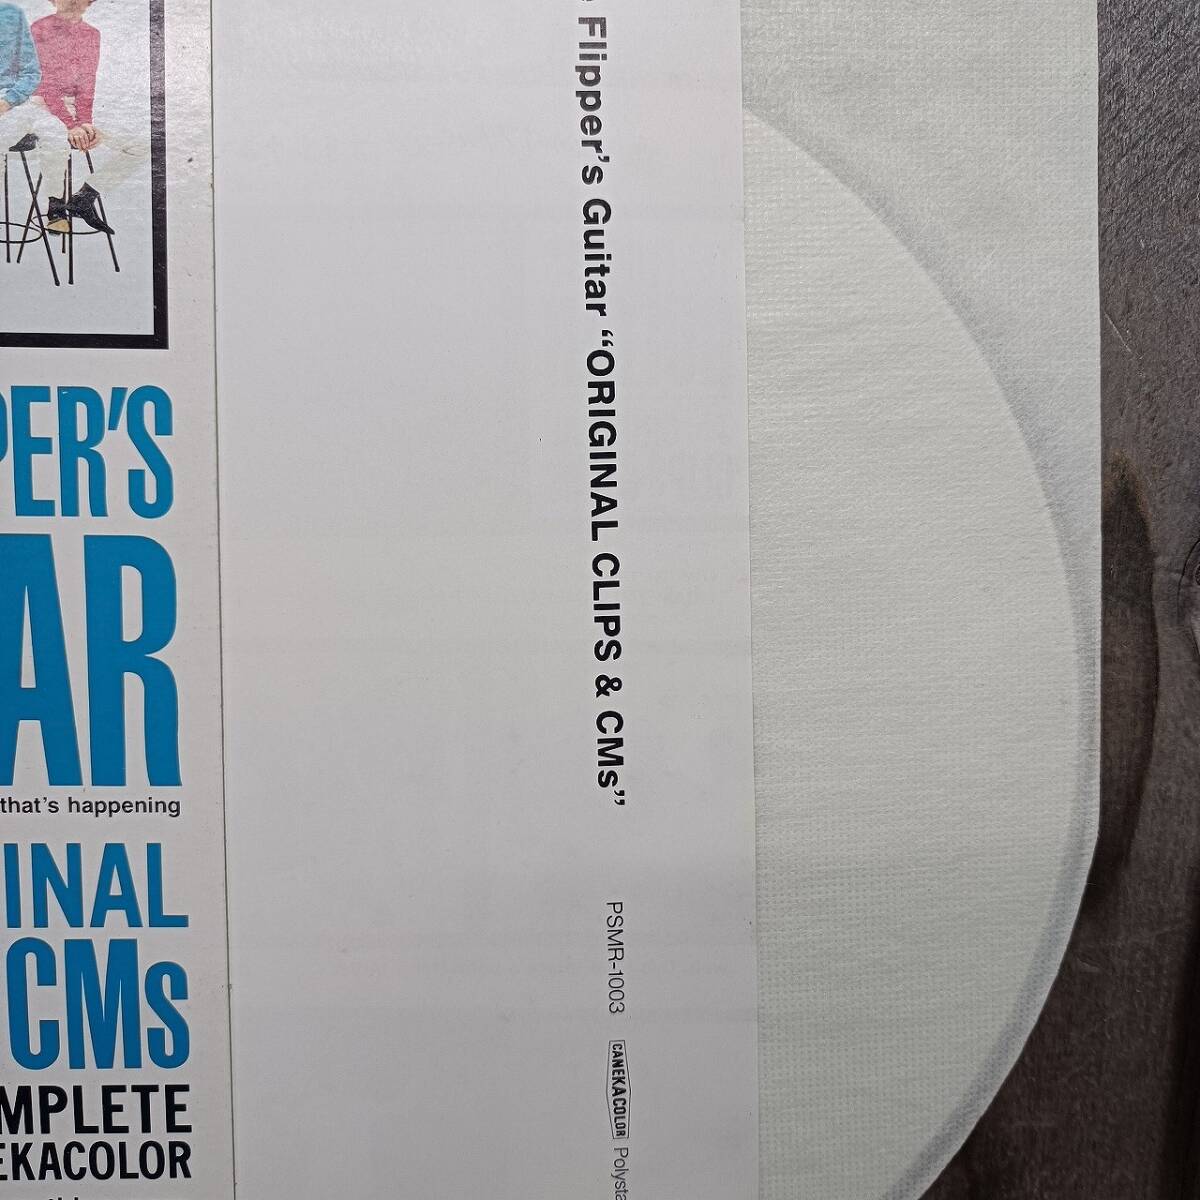 PER'S
AR
that's happening
INAL
CMs
MPLETE
EKACOLOR
Flipper's Guitar “ORIGINAL CLIPS & CMs”
PSMR-1003
CANEKACOLOR
Polysta